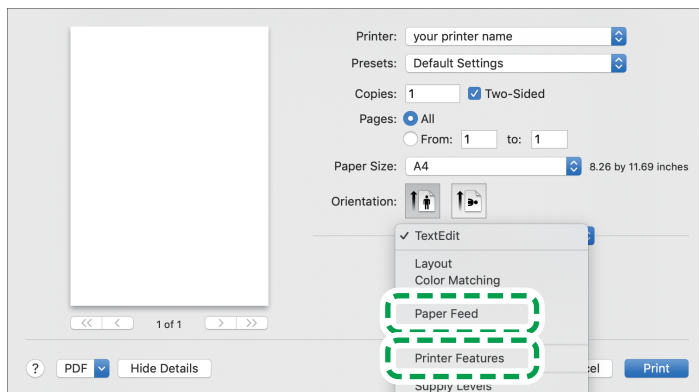 Printer: your printer name
Presets: Default Settings
Copies: 1 Two-Sided
Pages: All
From: 1 to: 1
Paper Size: A4 8.26 by 11.69 inches
Orientation:
TextEdit
Layout
Color Matching
Paper Feed
Printer Features
Supply Levels
1 of 1
? PDF Hide Details Print